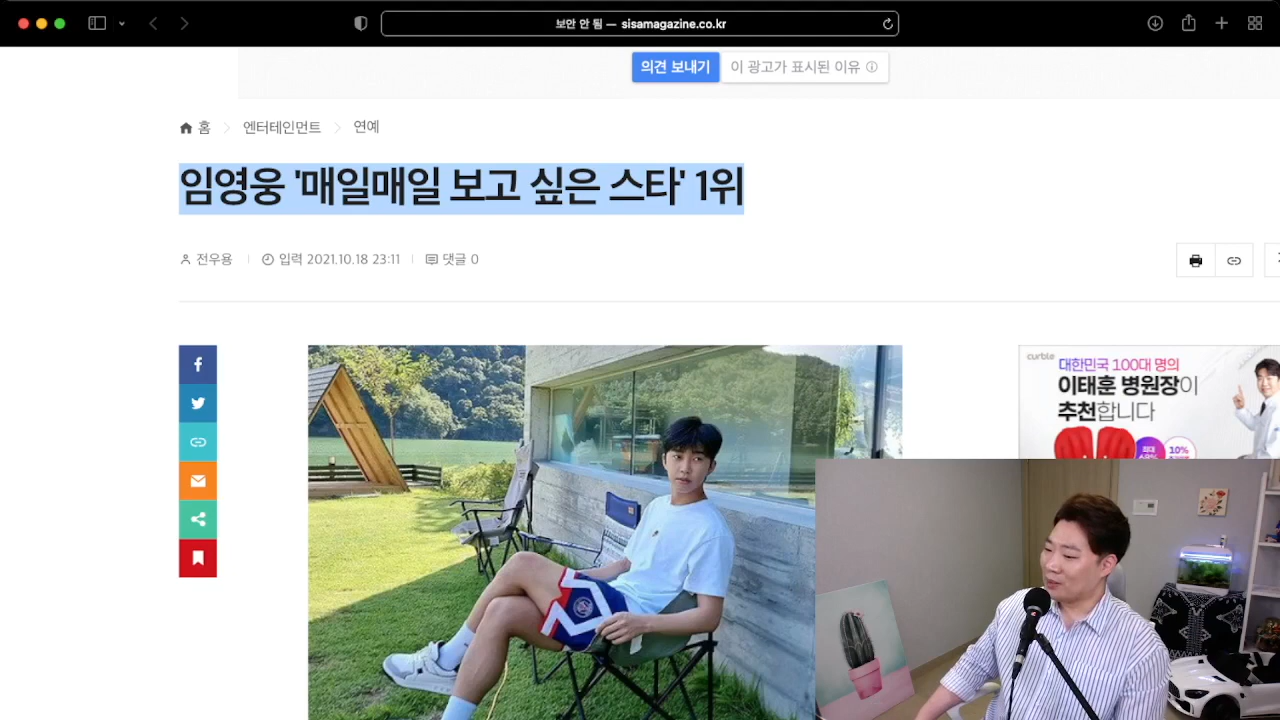 보안 안 됨 — sisamagazine.co.kr
의견 보내기 이 광고가 표시된 이유
홈 엔터테인먼트 연예
임영웅 '매일매일 보고 싶은 스타' 1위
전우용 입력 2021.10.18 23:11 댓글 0
curble
대한민국 100대 명의
이태훈 병원장이
추천합니다
최대
10%